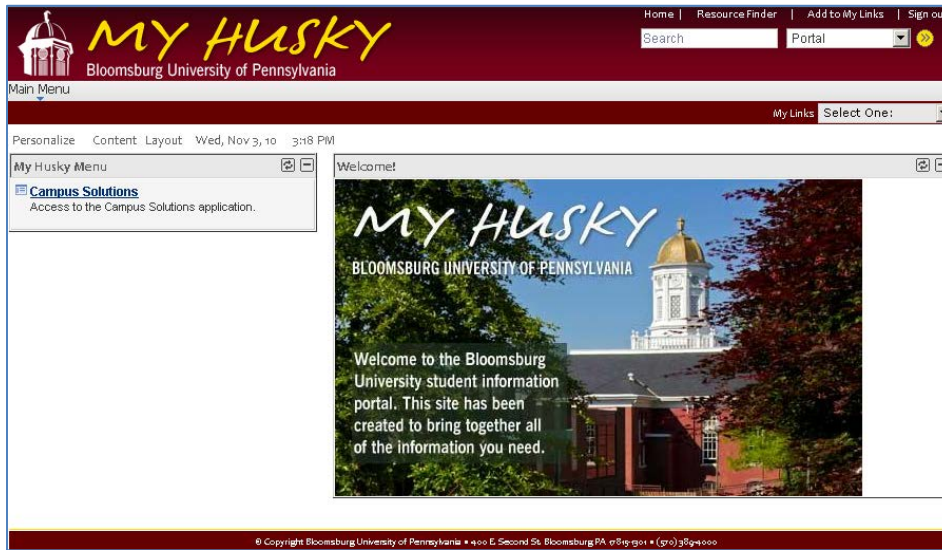 Home | Resource Finder | Add to My Links | Sign ou
MY HUSKY
Search Portal
Bloomsburg University of Pennsylvania
Main Menu
My Links Select One:
Personalize Content Layout Wed, Nov 3, 10 3:18 PM
My Husky Menu
Campus Solutions
Access to the Campus Solutions application.
Welcome!
MY HUSKY
BLOOMSBURG UNIVERSITY OF PENNSYLVANIA
Welcome to the Bloomsburg
University student information
portal. This site has been
created to bring together all
of the information you need.
© Copyright Bloomsburg University of Pennsylvania • 400 E. Second St. Bloomsburg PA 17815-1301 • (570) 389-4000